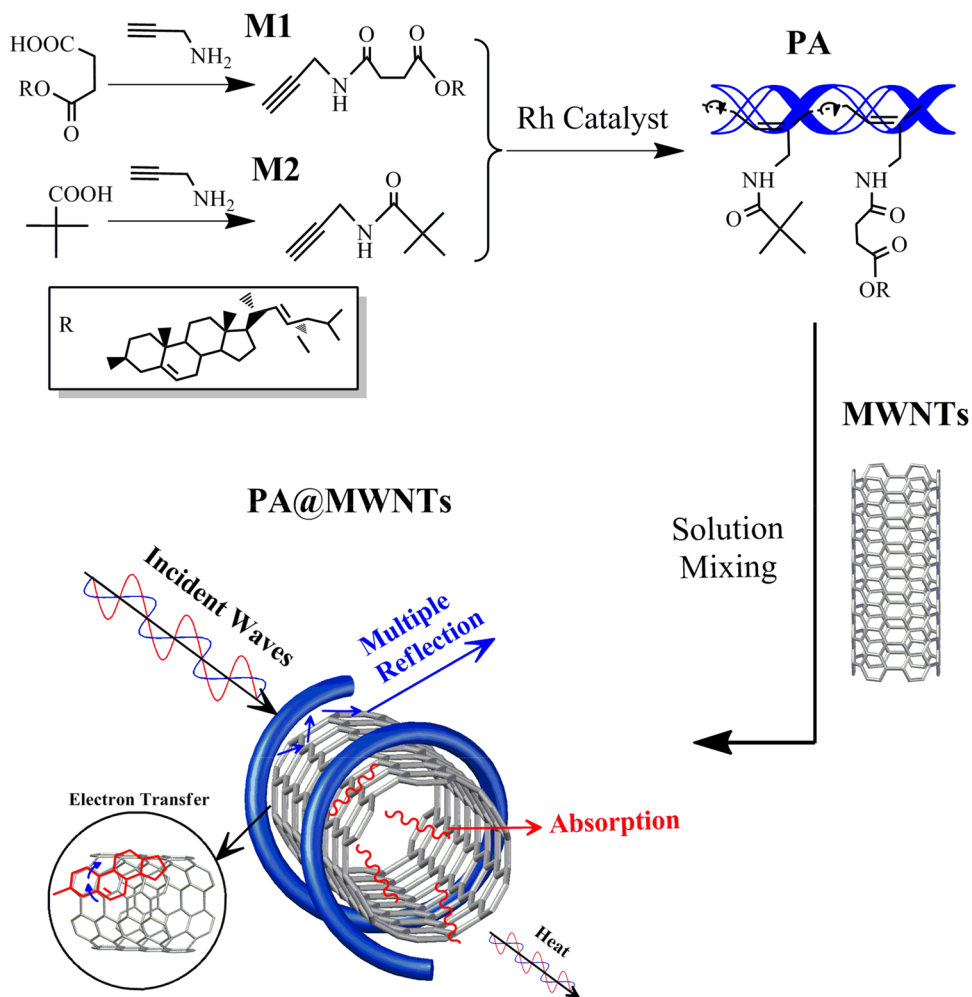 M1
HOOC
NH2
RO
O
O
O
N
H
OR
M2
COOH
NH2
O
N
H
Rh Catalyst
PA
NH
O
NH
O
O
OR
R
MWNTs
Solution
Mixing
PA@MWNTs
Incident Waves
Multiple
Reflection
Electron Transfer
Absorption
Heat